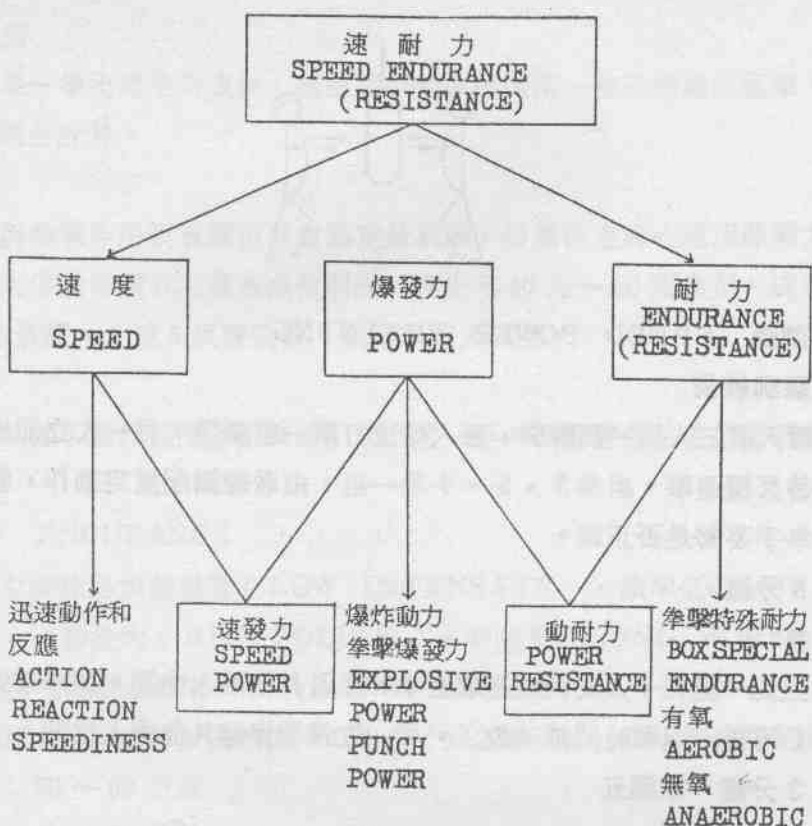 速耐力
SPEED ENDURANCE
(RESISTANCE)
速度
SPEED
爆發力
POWER
耐力
ENDURANCE
(RESISTANCE)
迅速動作和
反應
ACTION
REACTION
SPEEDINESS
速發力
SPEED
POWER
爆炸動力
拳擊爆發力
EXPLOSIVE
POWER
PUNCH
POWER
動耐力
POWER
RESISTANCE
拳擊特殊耐力
BOX SPECIAL
ENDURANCE
有氧
AEROBIC
無氧
ANAEROBIC